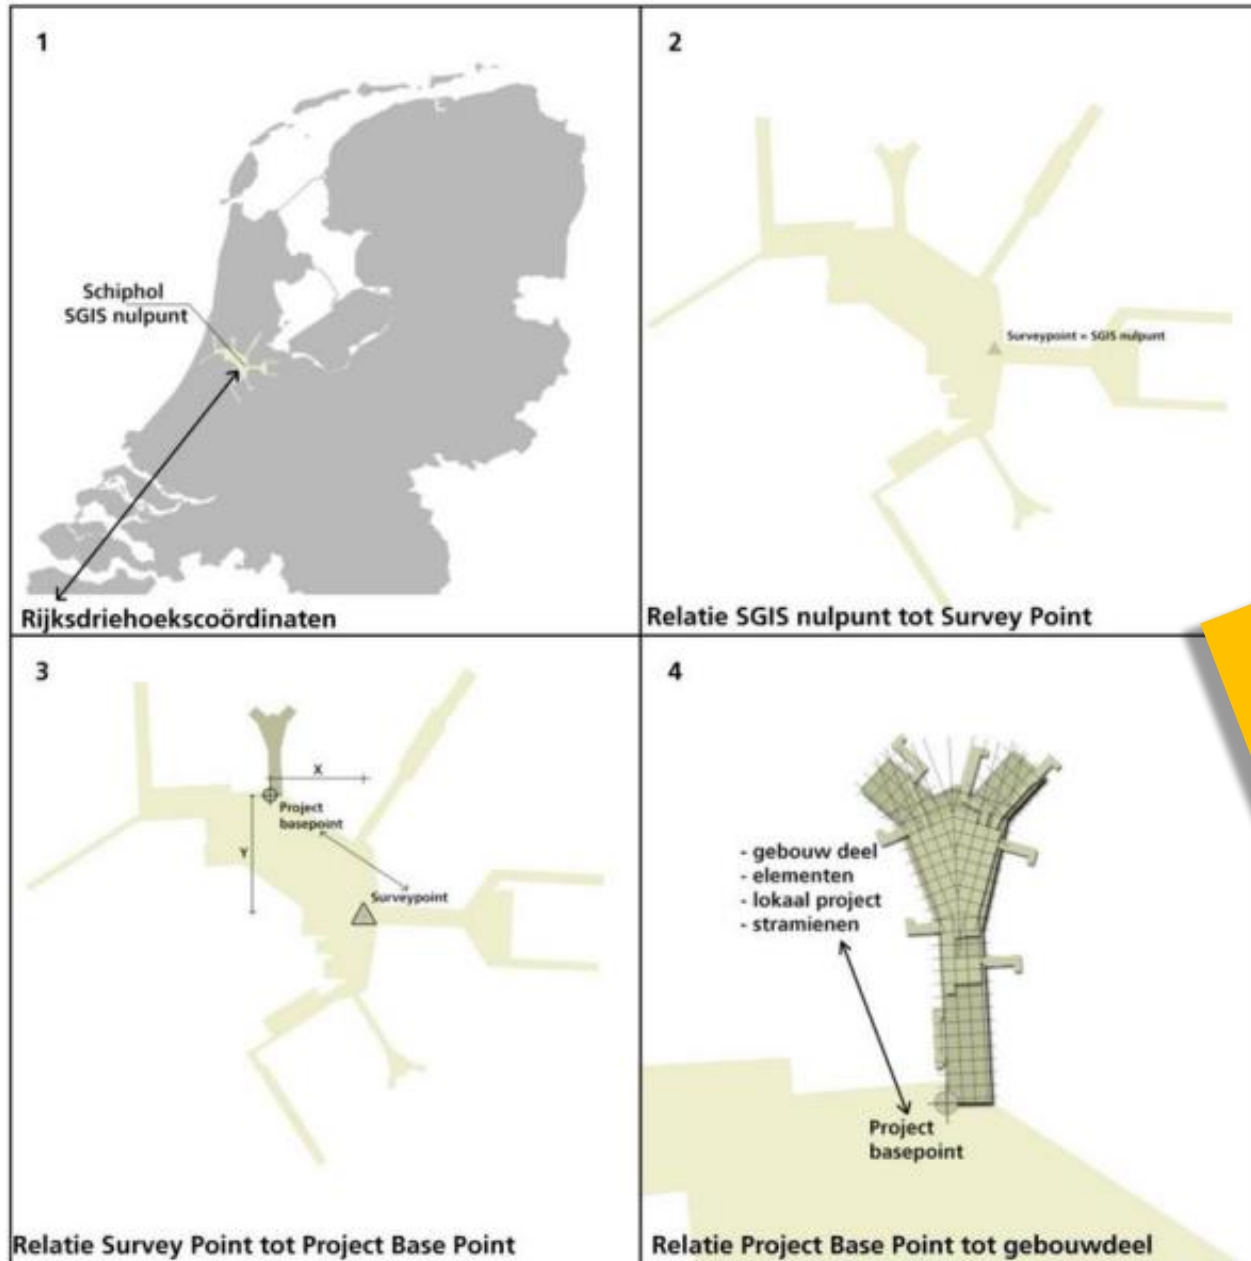 1
Schiphol
SGIS nulpunt
Rijksdriehoekscoördinaten
2
Surveypoint = SGIS nulpunt
Relatie SGIS nulpunt tot Survey Point
3
X
Project
basepoint
Y
Surveypoint
Relatie Survey Point tot Project Base Point
4
- gebouw deel
- elementen
- lokaal project
- stramienen
Project
basepoint
Relatie Project Base Point tot gebouwdeel